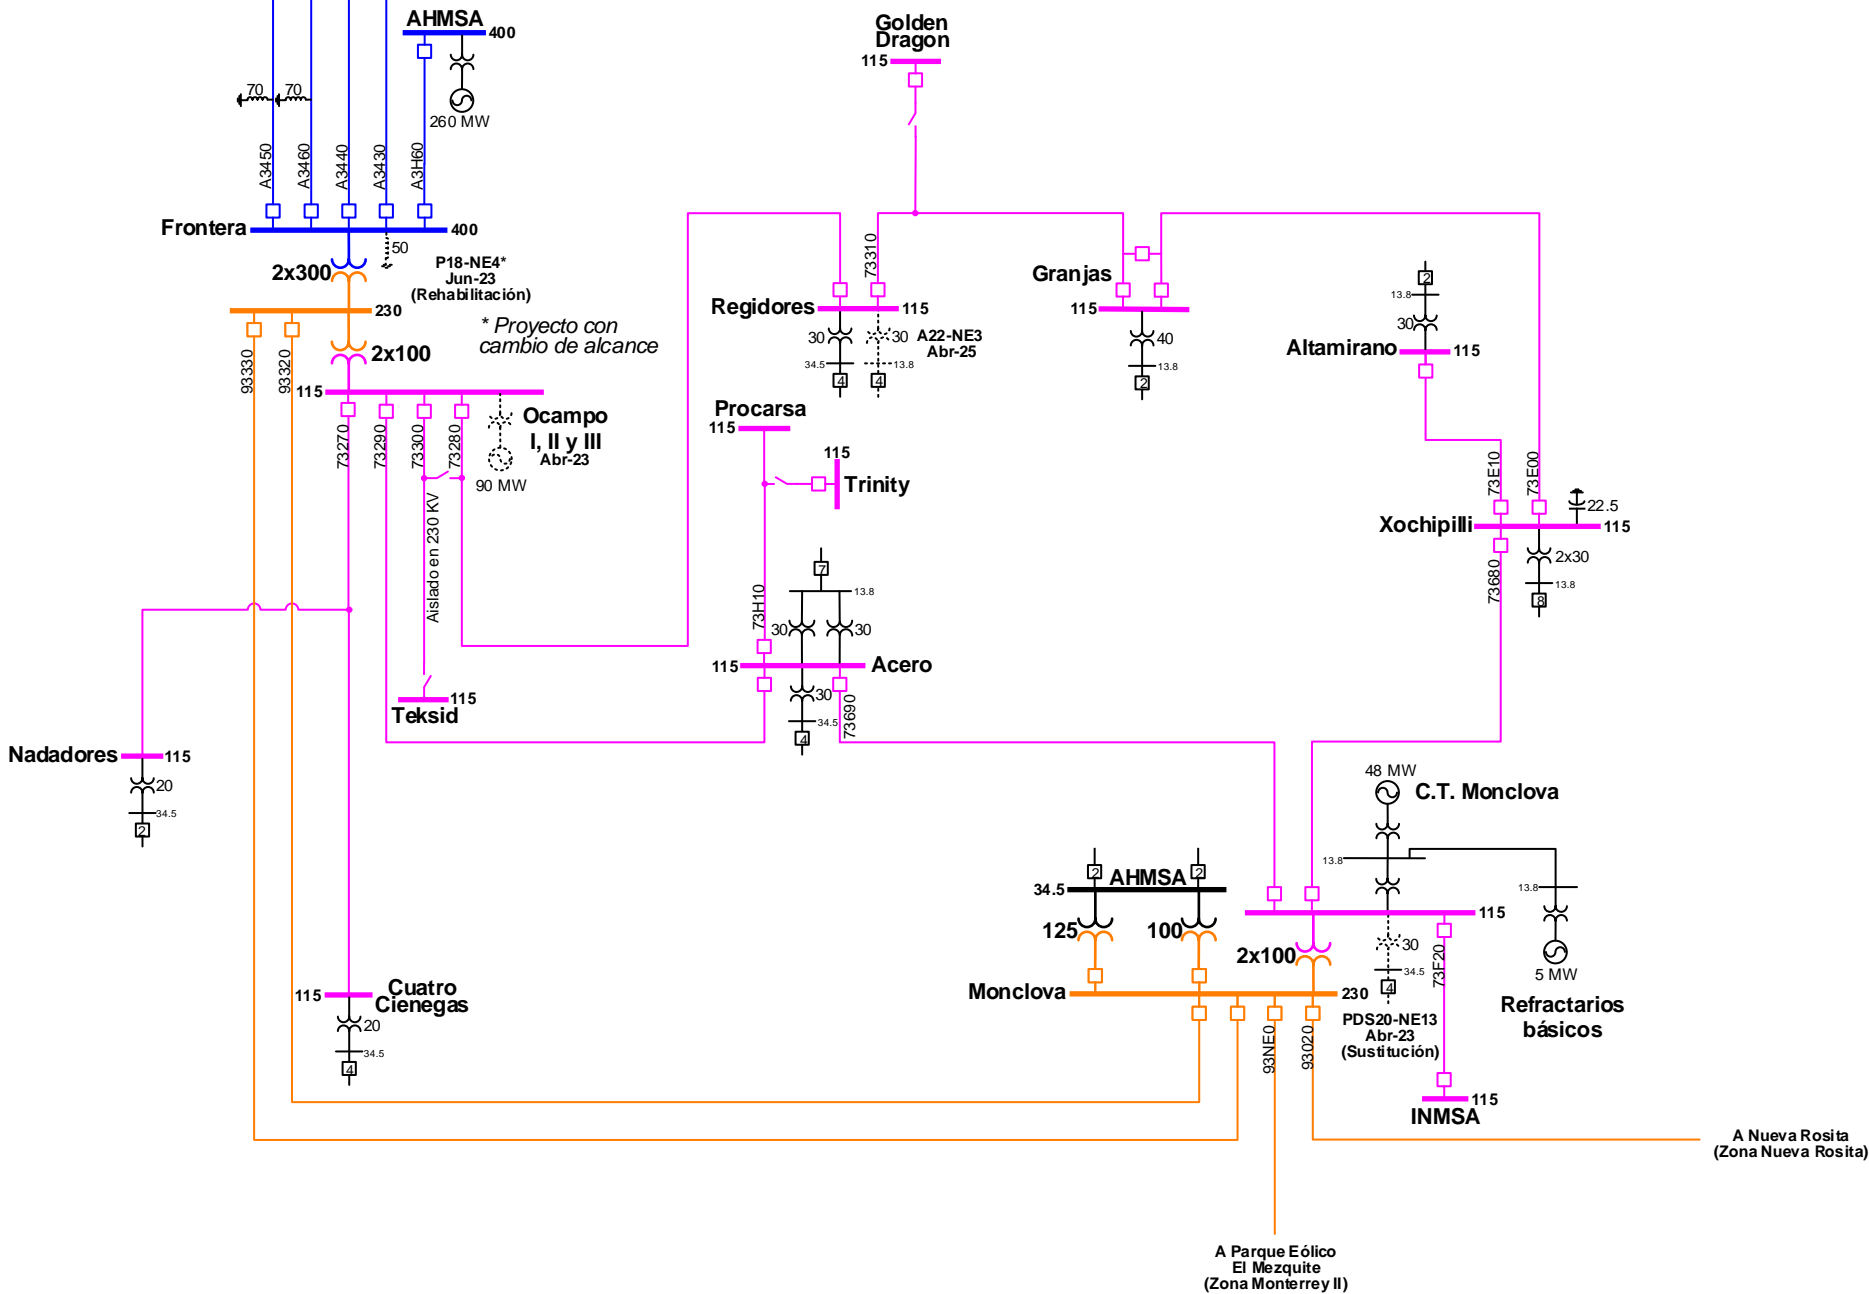 AHMSA
400
260 MW
70
70
A3450
A3460
A3440
A3430
A3H60
Frontera
400
50
2x300
P18-NE4*
Jun-23
(Rehabilitación)
230
* Proyecto con
cambio de alcance
93330
93320
2x100
115
Ocampo
I, II y III
Abr-23
90 MW
73270
73290
73300
73280
Aislado en 230 KV
115
Teksid
Nadadores
115
20
34.5
2
115
Cuatro
Cienegas
20
34.5
4
Golden
Dragon
115
73310
Regidores
115
30
34.5
4
30
13.8
4
A22-NE3
Abr-25
Granjas
115
40
13.8
2
2
13.8
30
Altamirano
115
73E10
73E00
22.5
Xochipilli
115
2x30
13.8
8
73680
Procarsa
115
115
Trinity
73H10
7
13.8
30
30
115
Acero
30
34.5
4
73690
48 MW
C.T. Monclova
13.8
13.8
5 MW
Refractarios
básicos
2
AHMSA
2
34.5
125
100
115
2x100
30
34.5
4
73F20
Monclova
230
PDS20-NE13
Abr-23
(Sustitución)
93NE0
93020
115
INMSA
A Nueva Rosita
(Zona Nueva Rosita)
A Parque Eólico
El Mezquite
(Zona Monterrey II)